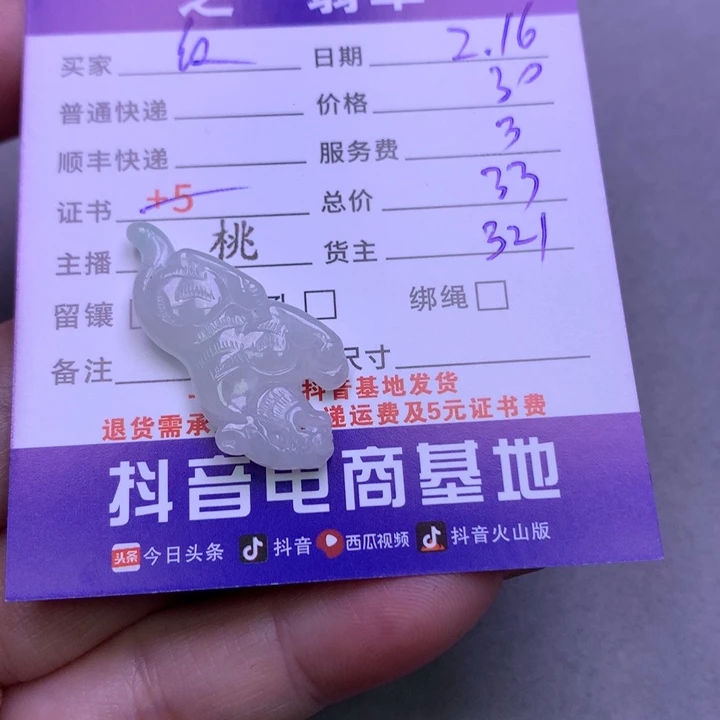 买家 红 日期 2.16
普通快递 价格 30
顺丰快递 服务费 3
证书 +5 总价 33
主播 桃 货主 321
留镶 孔 绑绳
备注 尺寸
抖音基地发货
退货需承 递运费及5元证书费
抖音电商基地
头条 今日头条 抖音 西瓜视频 抖音火山版